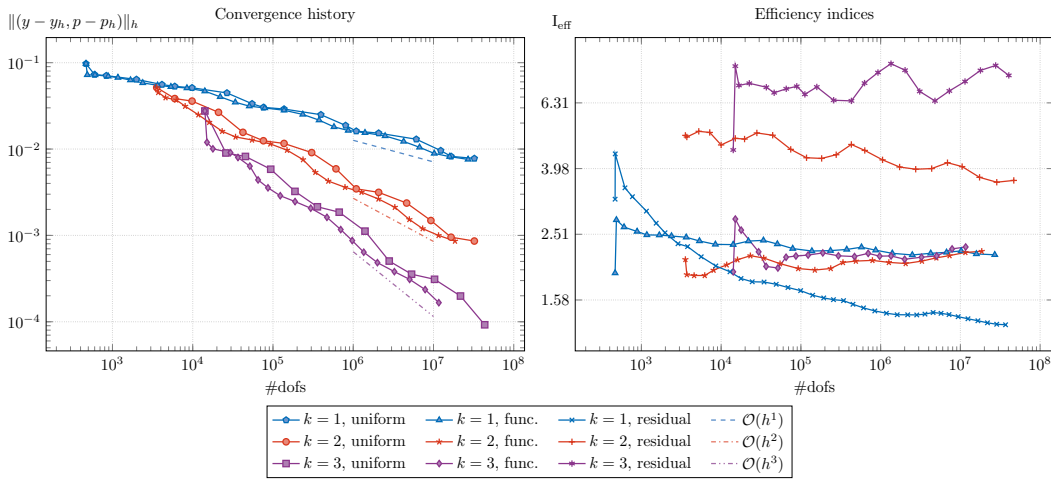 Convergence history
‖(y − y_h, p − p_h)‖_h
10^−1
10^−2
10^−3
10^−4
10^3 10^4 10^5 10^6 10^7 10^8
#dofs
Efficiency indices
I_eff
6.31
3.98
2.51
1.58
10^3 10^4 10^5 10^6 10^7 10^8
#dofs
k = 1, uniform k = 1, func. k = 1, residual O(h^1)
k = 2, uniform k = 2, func. k = 2, residual O(h^2)
k = 3, uniform k = 3, func. k = 3, residual O(h^3)